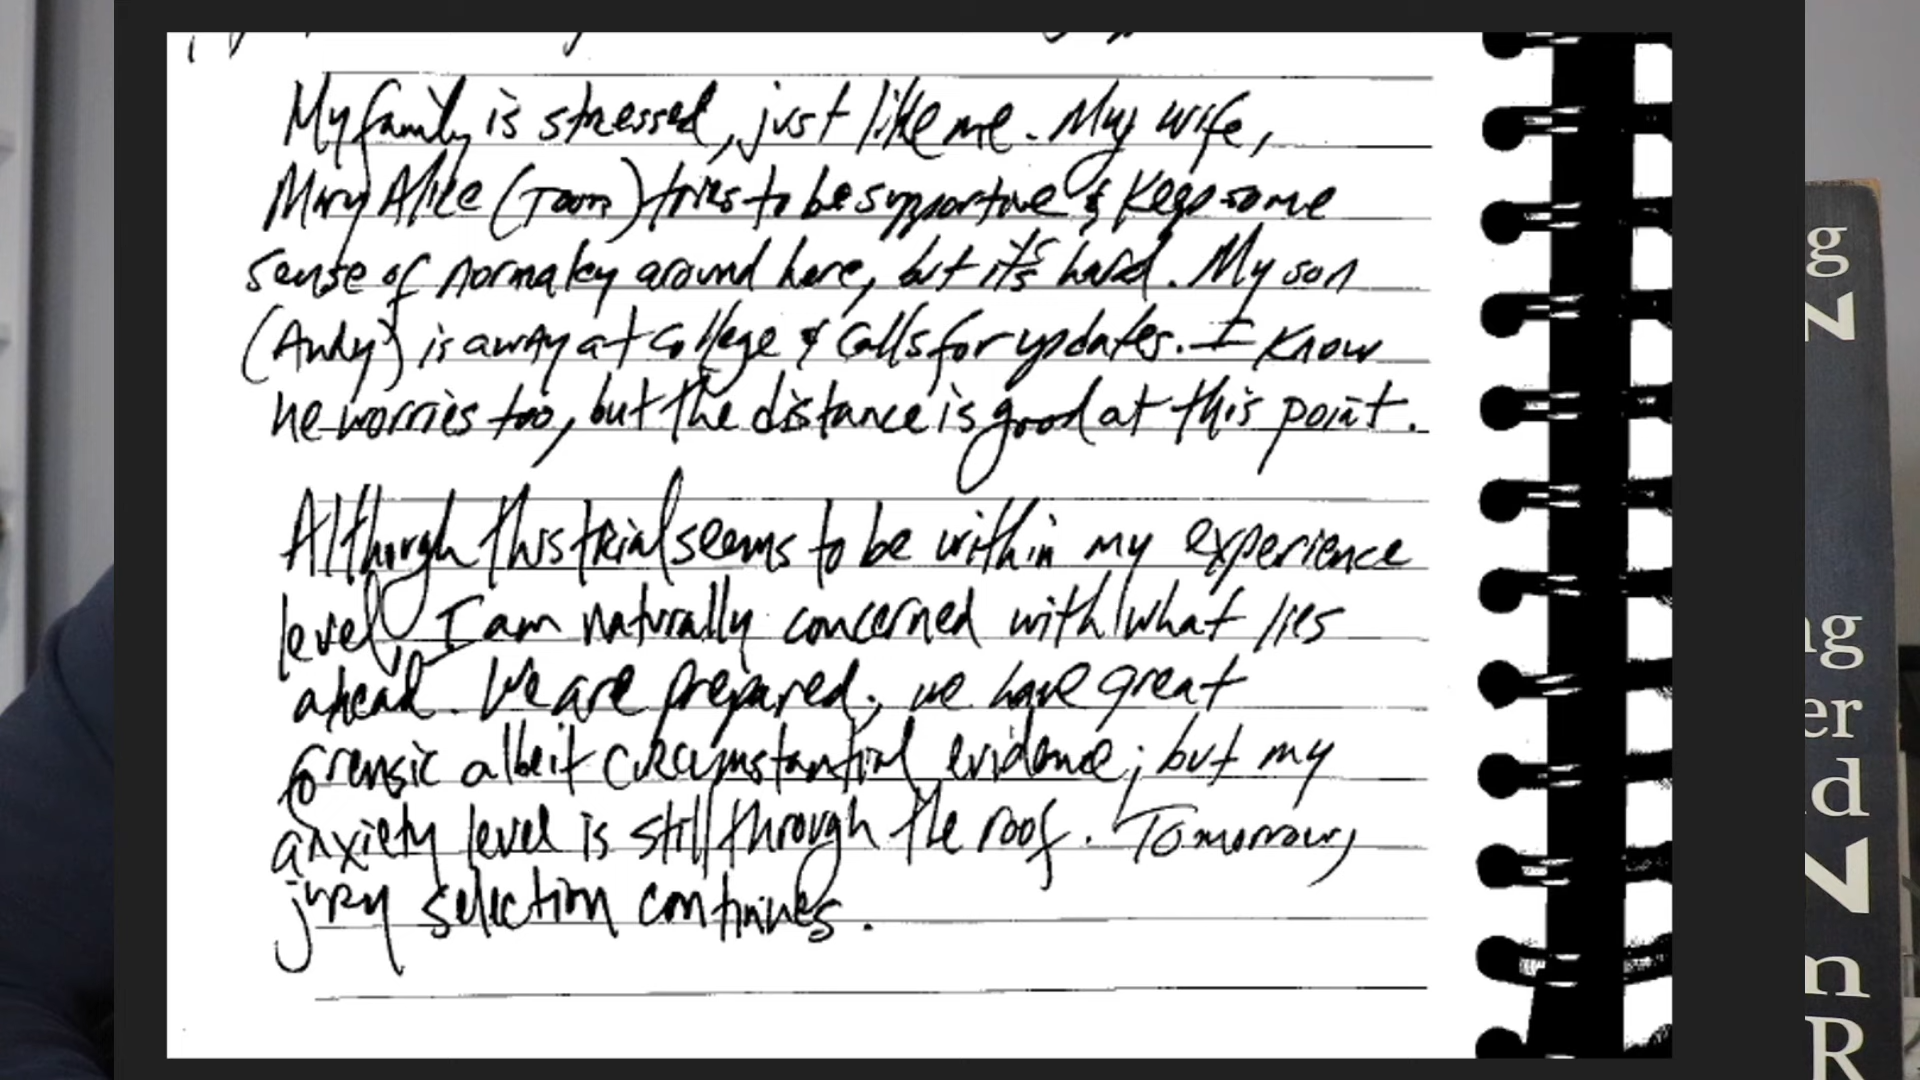 My family is stressed, just like me. My wife,
Mary Alice (Toors) tries to be supportive & Keep some
sense of normalcy around here, but it's hard. My son
(Andy) is away at college & calls for updates. I know
he worries too, but the distance is good at this point.
Although this trial seems to be within my experience
level, I am naturally concerned with what lies
ahead. We are prepared; we have great
forensic albeit circumstantial evidence; but my
anxiety level is still through the roof. Tomorrow,
jury selection continues.
g
ng
er
d
n
R